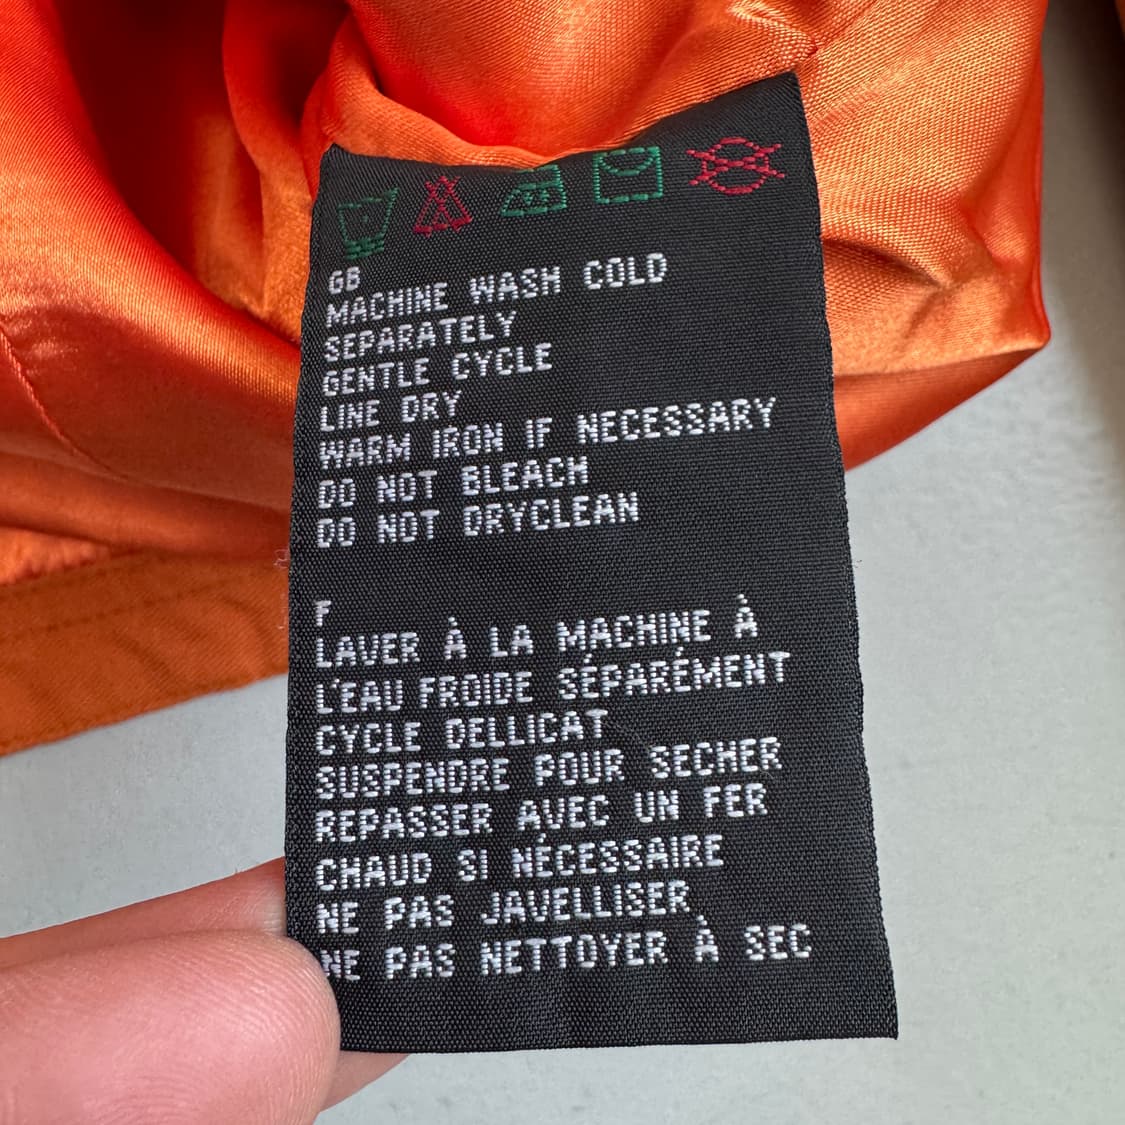 GB
MACHINE WASH COLD
SEPARATELY
GENTLE CYCLE
LINE DRY
WARM IRON IF NECESSARY
DO NOT BLEACH
DO NOT DRYCLEAN
F
LAVER À LA MACHINE À
L'EAU FROIDE SÉPARÉMENT
CYCLE DELLICAT
SUSPENDRE POUR SECHER
REPASSER AVEC UN FER
CHAUD SI NÉCESSAIRE
NE PAS JAVELLISER
NE PAS NETTOYER À SEC